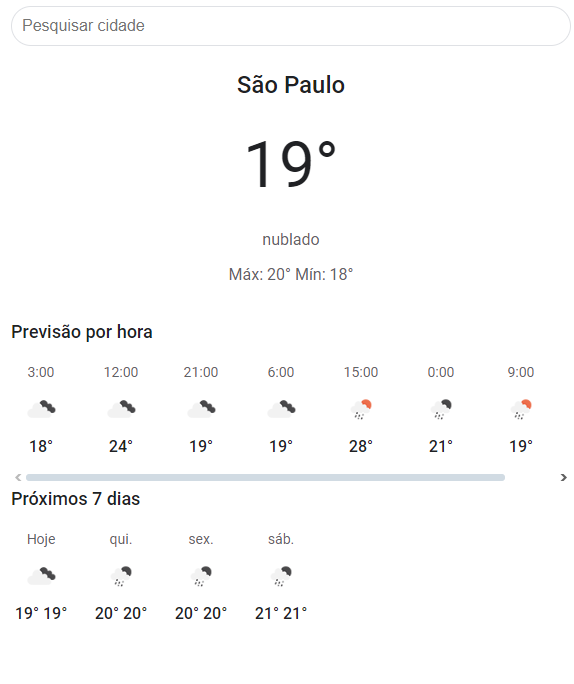 Pesquisar cidade
São Paulo
19°
nublado
Máx: 20° Mín: 18°
Previsão por hora
3:00 12:00 21:00 6:00 15:00 0:00 9:00
18° 24° 19° 19° 28° 21° 19°
Próximos 7 dias
Hoje qui. sex. sáb.
19° 19° 20° 20° 20° 20° 21° 21°